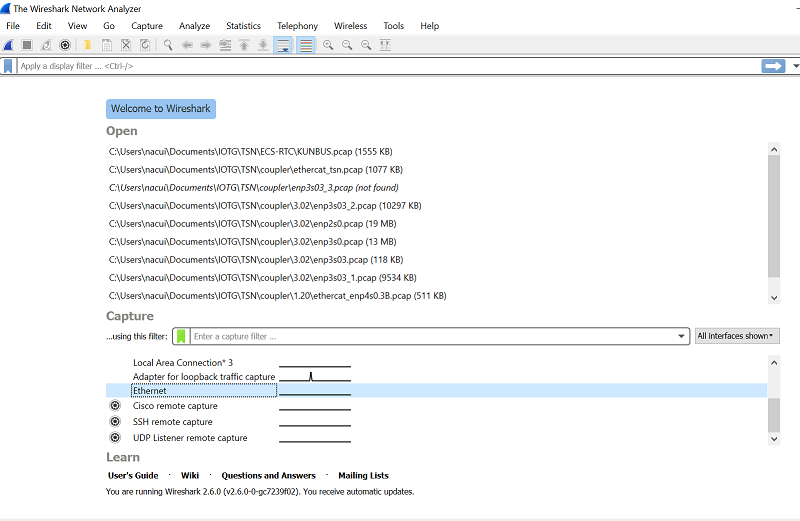 The Wireshark Network Analyzer
File Edit View Go Capture Analyze Statistics Telephony Wireless Tools Help
Apply a display filter ... <Ctrl-/>
Welcome to Wireshark
Open
C:\Users\nacui\Documents\IOTG\TSN\ECS-RTC\KUNBUS.pcap (1555 KB)
C:\Users\nacui\Documents\IOTG\TSN\coupler\ethercat_tsn.pcap (1077 KB)
C:\Users\nacui\Documents\IOTG\TSN\coupler\enp3s03_3.pcap (not found)
C:\Users\nacui\Documents\IOTG\TSN\coupler\3.02\enp3s03_2.pcap (10297 KB)
C:\Users\nacui\Documents\IOTG\TSN\coupler\3.02\enp2s0.pcap (19 MB)
C:\Users\nacui\Documents\IOTG\TSN\coupler\3.02\enp3s0.pcap (13 MB)
C:\Users\nacui\Documents\IOTG\TSN\coupler\3.02\enp3s03.pcap (118 KB)
C:\Users\nacui\Documents\IOTG\TSN\coupler\3.02\enp3s03_1.pcap (9534 KB)
C:\Users\nacui\Documents\IOTG\TSN\coupler\1.20\ethercat_enp4s0.3B.pcap (511 KB)
Capture
...using this filter: Enter a capture filter ... All interfaces shown
Local Area Connection* 3
Adapter for loopback traffic capture
Ethernet
Cisco remote capture
SSH remote capture
UDP Listener remote capture
Learn
User's Guide · Wiki · Questions and Answers · Mailing Lists
You are running Wireshark 2.6.0 (v2.6.0-0-gc7239f02). You receive automatic updates.